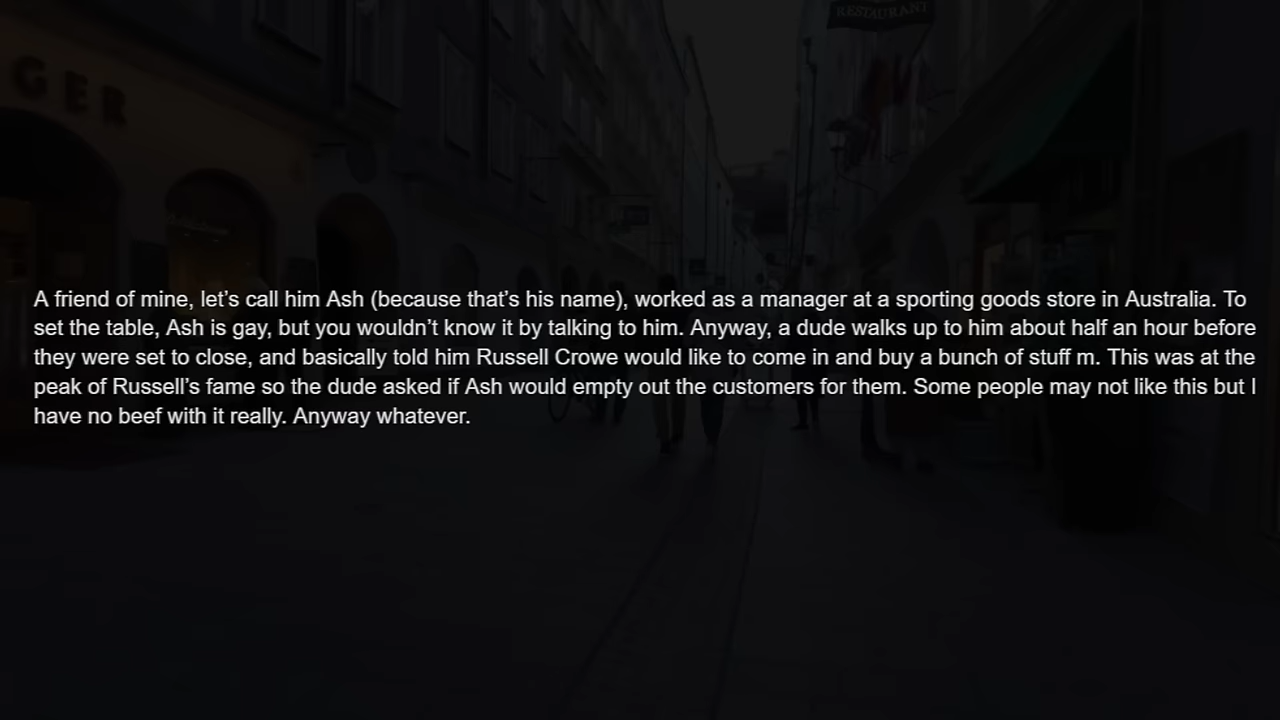 RESTAURANT
GER
A friend of mine, let’s call him Ash (because that’s his name), worked as a manager at a sporting goods store in Australia. To
set the table, Ash is gay, but you wouldn’t know it by talking to him. Anyway, a dude walks up to him about half an hour before
they were set to close, and basically told him Russell Crowe would like to come in and buy a bunch of stuff m. This was at the
peak of Russell’s fame so the dude asked if Ash would empty out the customers for them. Some people may not like this but I
have no beef with it really. Anyway whatever.